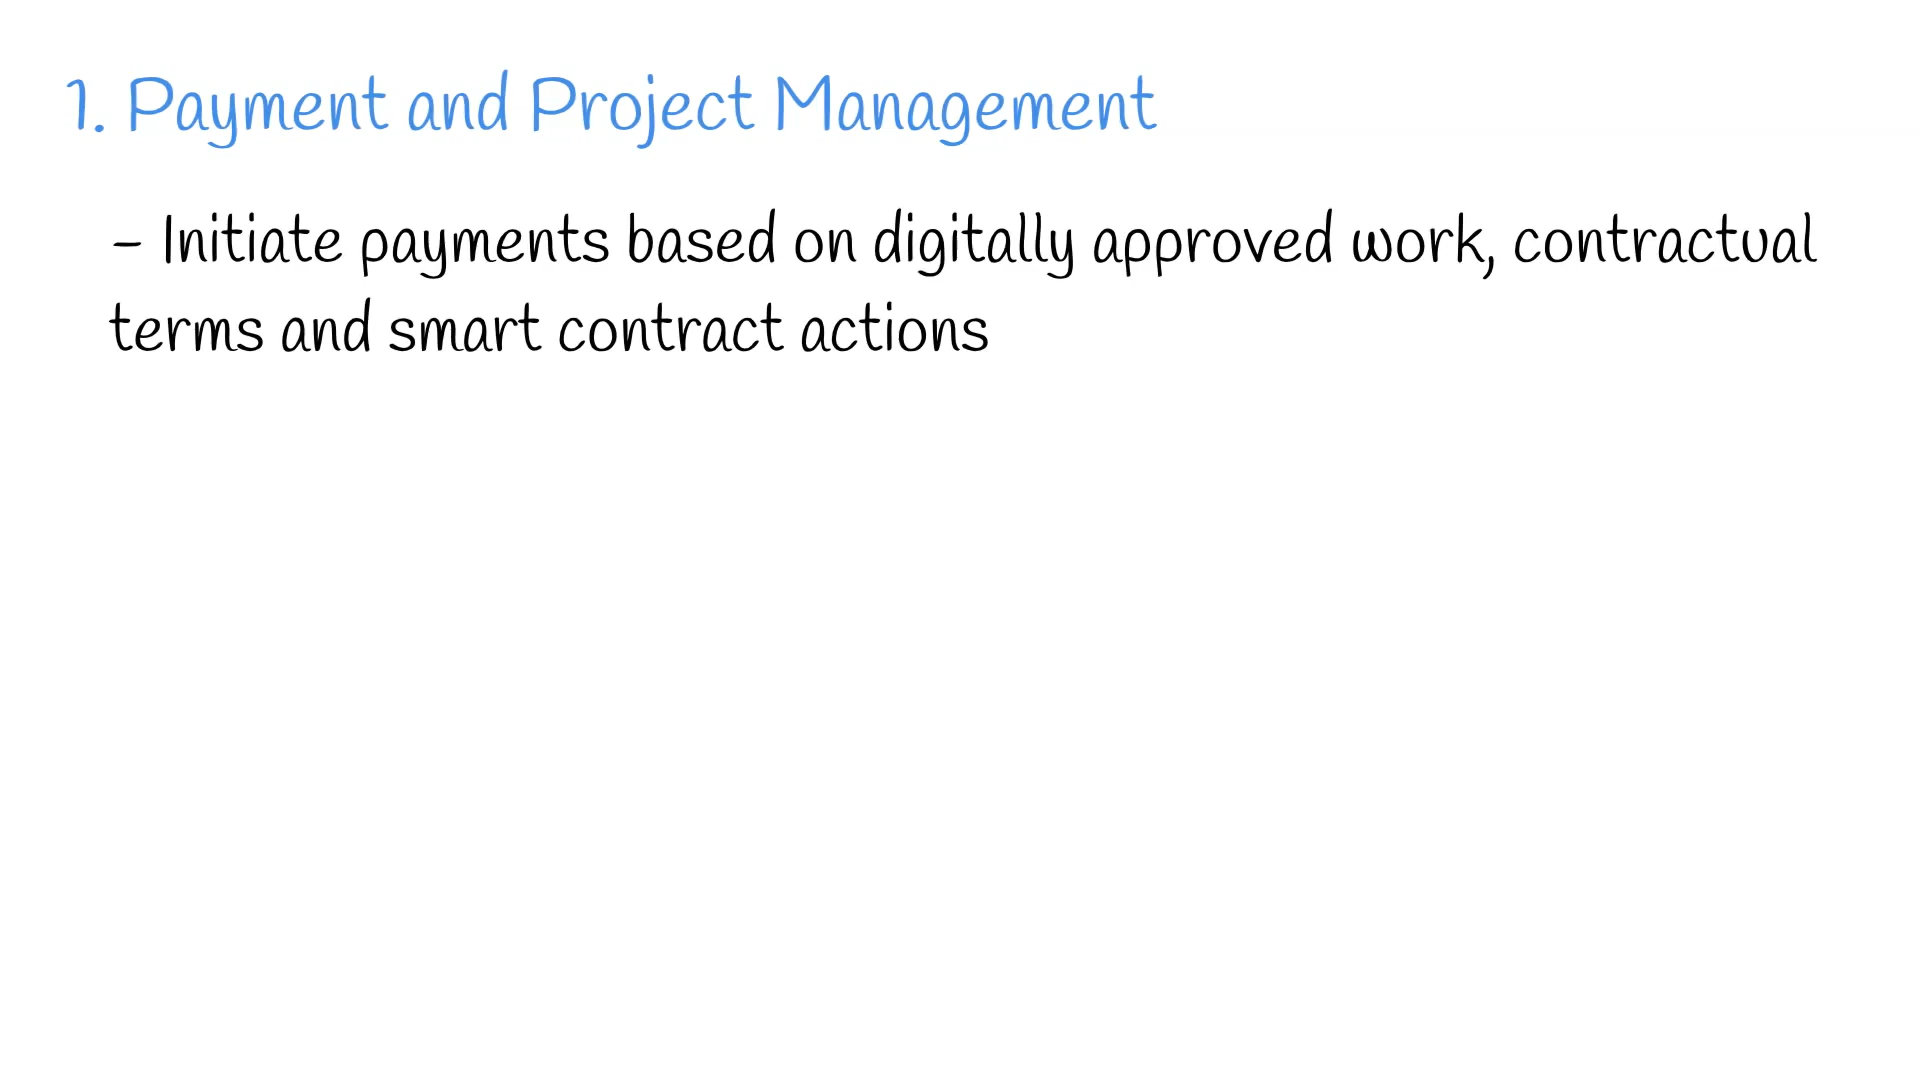 1. Payment and Project Management
- Initiate payments based on digitally approved work, contractual
terms and smart contract actions